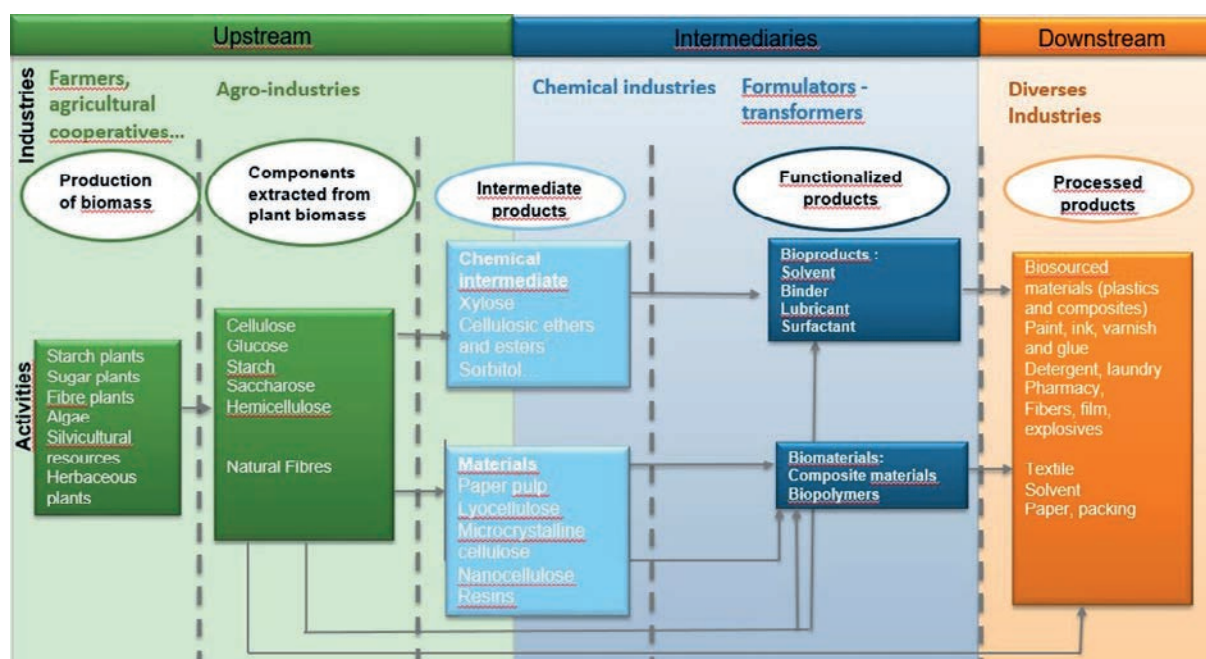 Upstream
Intermediaries
Downstream
Industries
Farmers,
agricultural
cooperatives...
Agro-industries
Chemical industries
Formulators -
transformers
Diverses
Industries
Production
of biomass
Components
extracted from
plant biomass
Intermediate
products
Functionalized
products
Processed
products
Activities
Starch plants
Sugar plants
Fibre plants
Algae
Silvicultural
resources
Herbaceous
plants
Cellulose
Glucose
Starch
Saccharose
Hemicellulose
Natural Fibres
Chemical
intermediate
Xylose
Cellulosic ethers
and esters
Sorbitol...
Materials
Paper pulp
Lyocellulose
Microcrystalline
cellulose
Nanocellulose
Resins
Bioproducts :
Solvent
Binder
Lubricant
Surfactant
Biomaterials:
Composite materials
Biopolymers
Biosourced
materials (plastics
and composites)
Paint, ink, varnish
and glue
Detergent, laundry
Pharmacy,
Fibers, film,
explosives
Textile
Solvent
Paper, packing